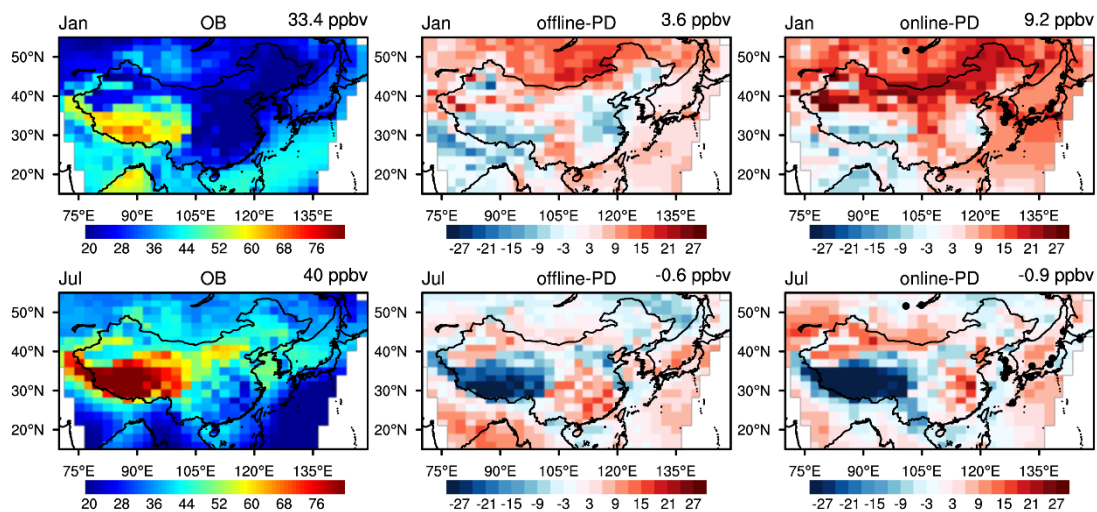 Jan OB 33.4 ppbv Jan offline-PD 3.6 ppbv Jan online-PD 9.2 ppbv
50°N 50°N 50°N
40°N 40°N 40°N
30°N 30°N 30°N
20°N 20°N 20°N
75°E 90°E 105°E 120°E 135°E 75°E 90°E 105°E 120°E 135°E 75°E 90°E 105°E 120°E 135°E
20 28 36 44 52 60 68 76 -27 -21 -15 -9 -3 3 9 15 21 27 -27 -21 -15 -9 -3 3 9 15 21 27
Jul OB 40 ppbv Jul offline-PD -0.6 ppbv Jul online-PD -0.9 ppbv
50°N 50°N 50°N
40°N 40°N 40°N
30°N 30°N 30°N
20°N 20°N 20°N
75°E 90°E 105°E 120°E 135°E 75°E 90°E 105°E 120°E 135°E 75°E 90°E 105°E 120°E 135°E
20 28 36 44 52 60 68 76 -27 -21 -15 -9 -3 3 9 15 21 27 -27 -21 -15 -9 -3 3 9 15 21 27